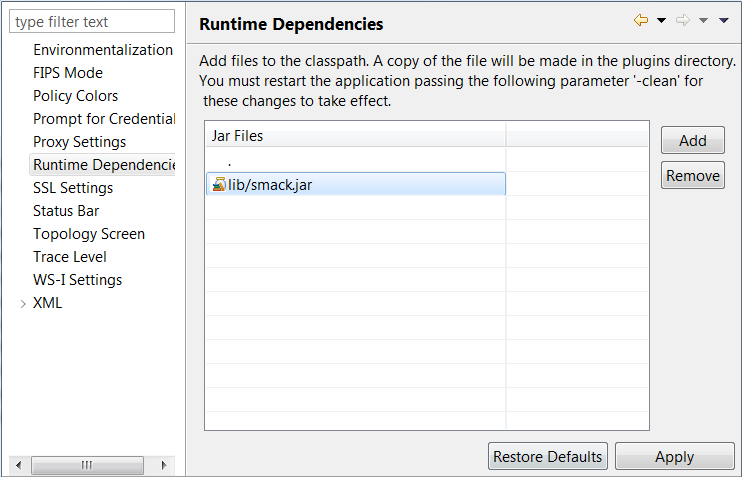 type filter text
Environmentalization
FIPS Mode
Policy Colors
Prompt for Credential
Proxy Settings
Runtime Dependencie
SSL Settings
Status Bar
Topology Screen
Trace Level
WS-I Settings
XML
Runtime Dependencies
Add files to the classpath. A copy of the file will be made in the plugins directory.
You must restart the application passing the following parameter '-clean' for
these changes to take effect.
Jar Files
.
lib/smack.jar
Add
Remove
Restore Defaults
Apply